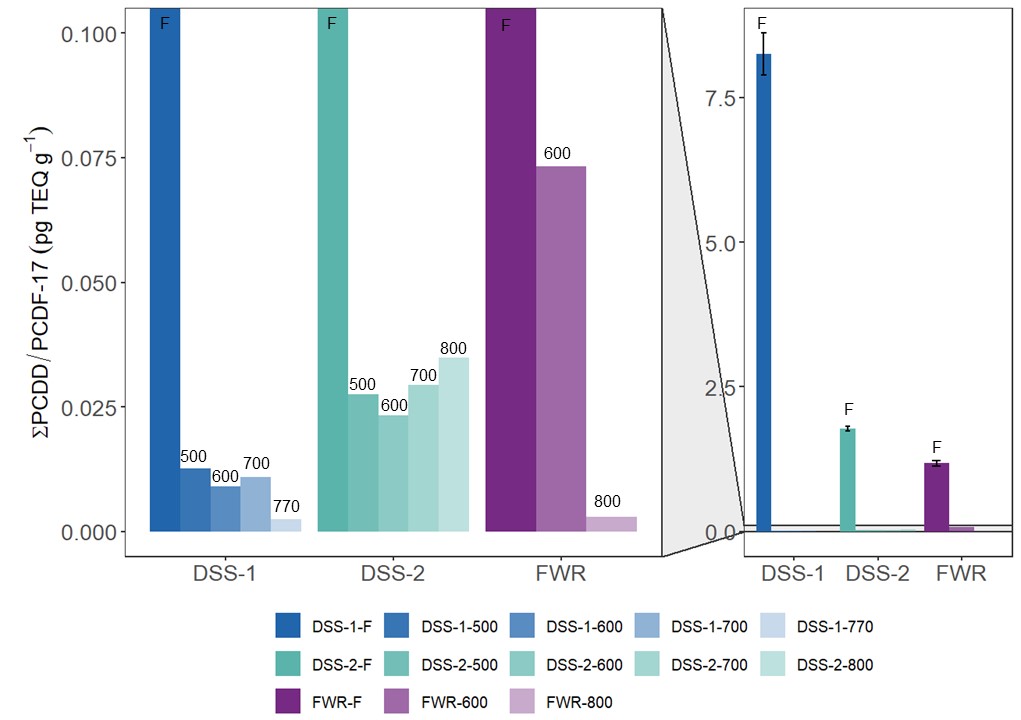 ΣPCDD/PCDF-17 (pg TEQ g⁻¹)
0.100
0.075
0.050
0.025
0.000
F
500
600
700
770
F
500
600
700
800
F
600
800
DSS-1 DSS-2 FWR
7.5
5.0
2.5
0.0
F
F
F
DSS-1 DSS-2 FWR
DSS-1-F DSS-1-500 DSS-1-600 DSS-1-700 DSS-1-770
DSS-2-F DSS-2-500 DSS-2-600 DSS-2-700 DSS-2-800
FWR-F FWR-600 FWR-800